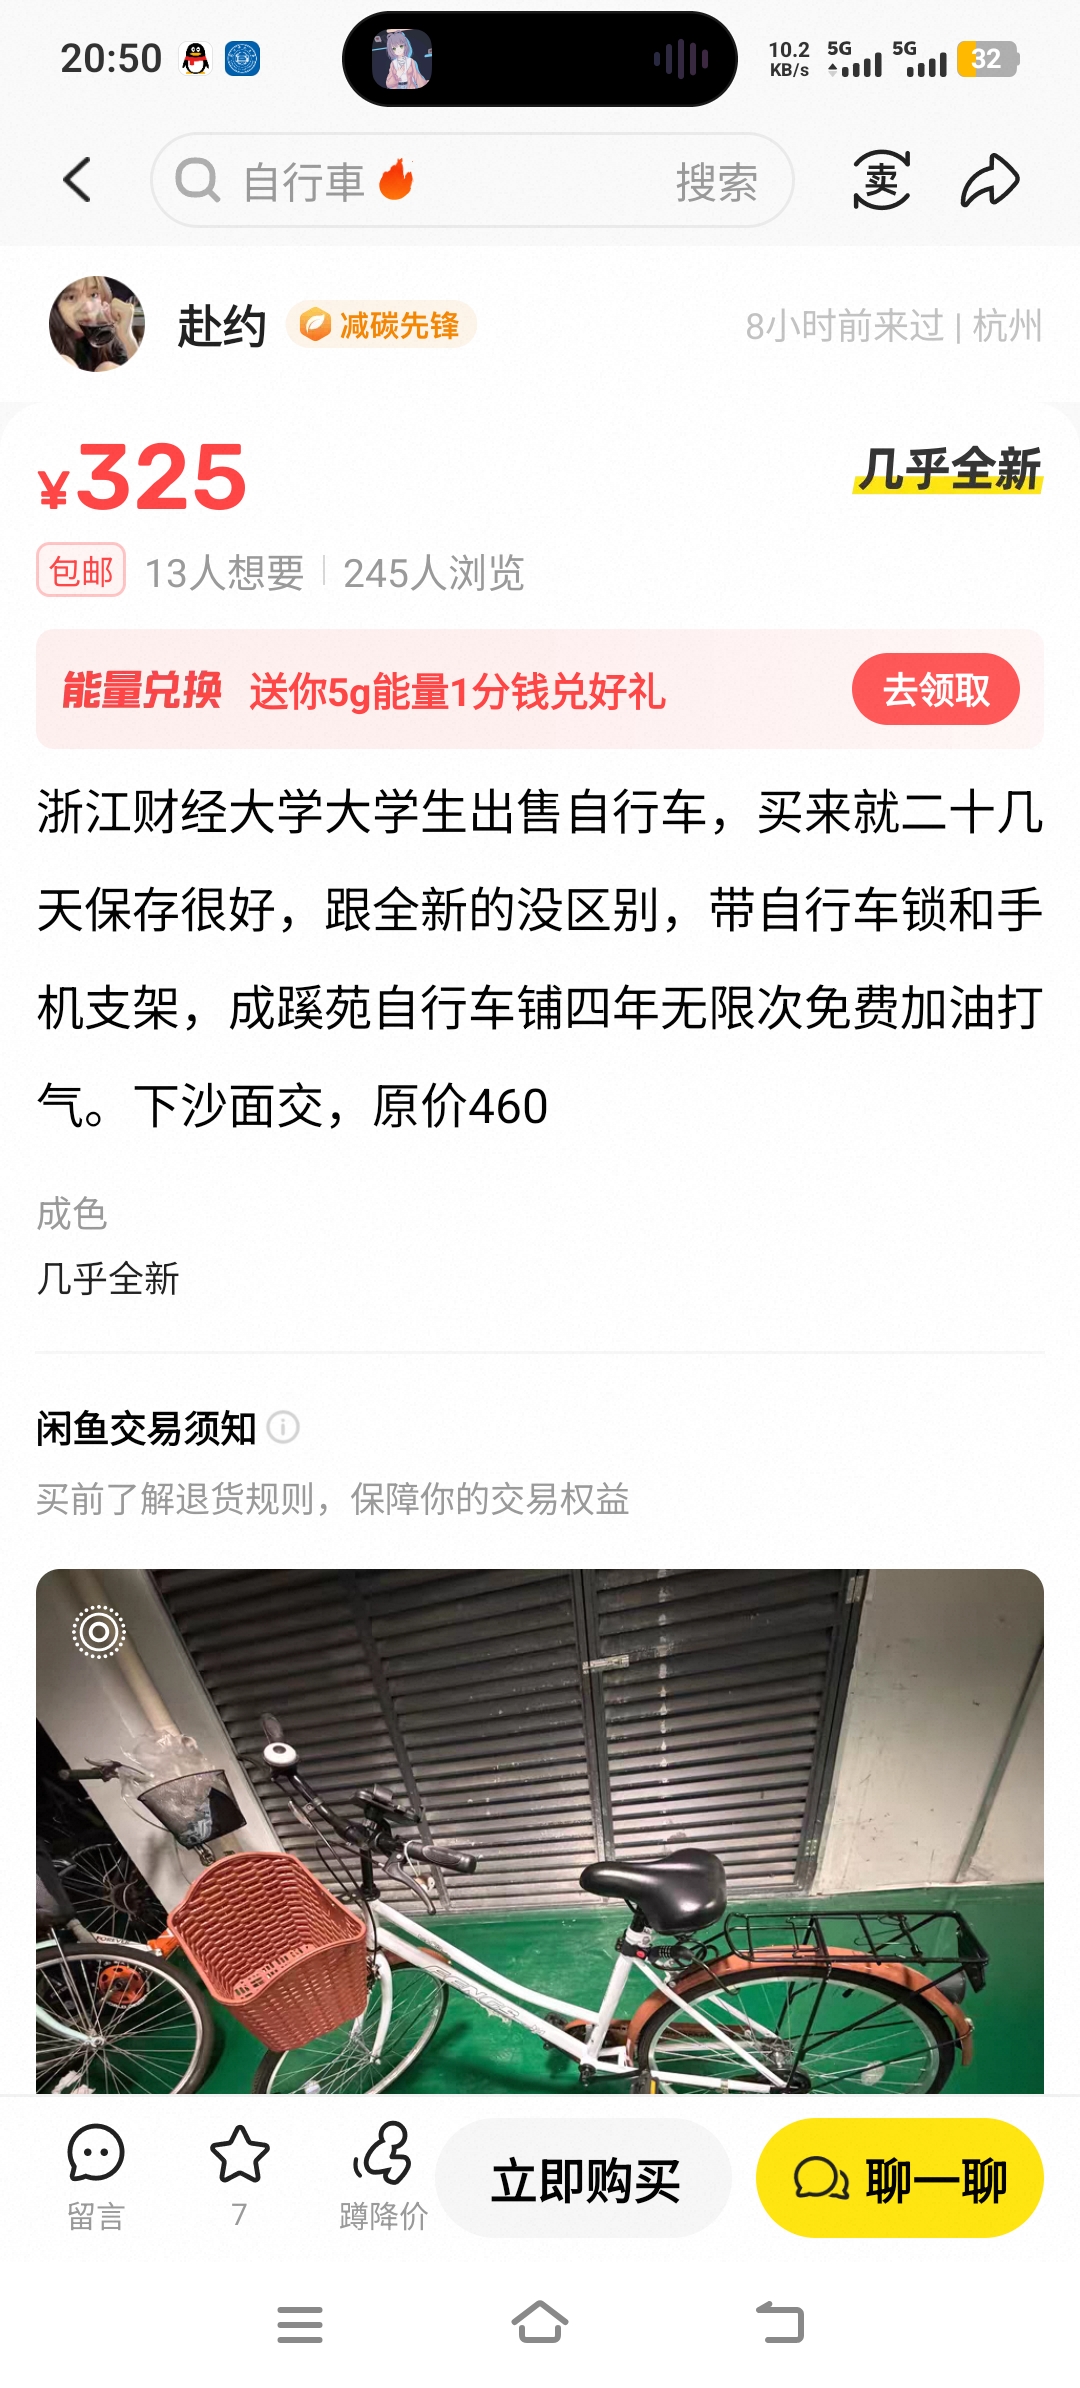 20:50
10.2
KB/s
5G
5G
32
自行車
搜索
卖
赴约
减碳先锋
8小时前来过 | 杭州
¥325
几乎全新
包邮
13人想要
245人浏览
能量兑换
送你5g能量1分钱兑好礼
去领取
浙江财经大学大学生出售自行车，买来就二十几
天保存很好，跟全新的没区别，带自行车锁和手
机支架，成蹊苑自行车铺四年无限次免费加油打
气。下沙面交，原价460
成色
几乎全新
闲鱼交易须知
买前了解退货规则，保障你的交易权益
留言
7
蹲降价
立即购买
聊一聊